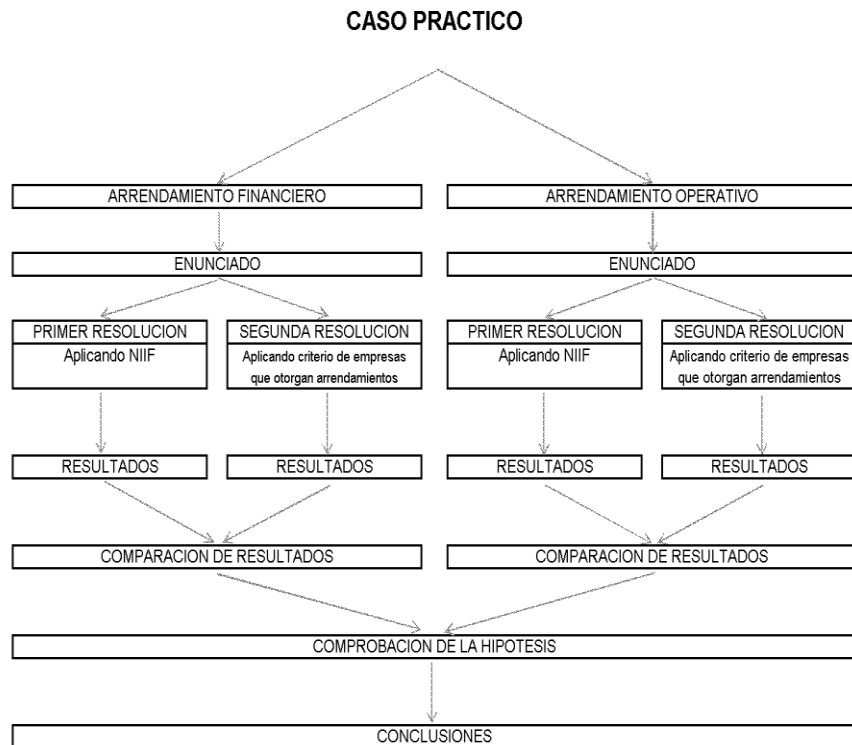 CASO PRACTICO
ARRENDAMIENTO FINANCIERO
ARRENDAMIENTO OPERATIVO
ENUNCIADO
ENUNCIADO
PRIMER RESOLUCION
Aplicando NIIF
SEGUNDA RESOLUCION
Aplicando criterio de empresas
que otorgan arrendamientos
PRIMER RESOLUCION
Aplicando NIIF
SEGUNDA RESOLUCION
Aplicando criterio de empresas
que otorgan arrendamientos
RESULTADOS
RESULTADOS
RESULTADOS
RESULTADOS
COMPARACION DE RESULTADOS
COMPARACION DE RESULTADOS
COMPROBACION DE LA HIPOTESIS
CONCLUSIONES